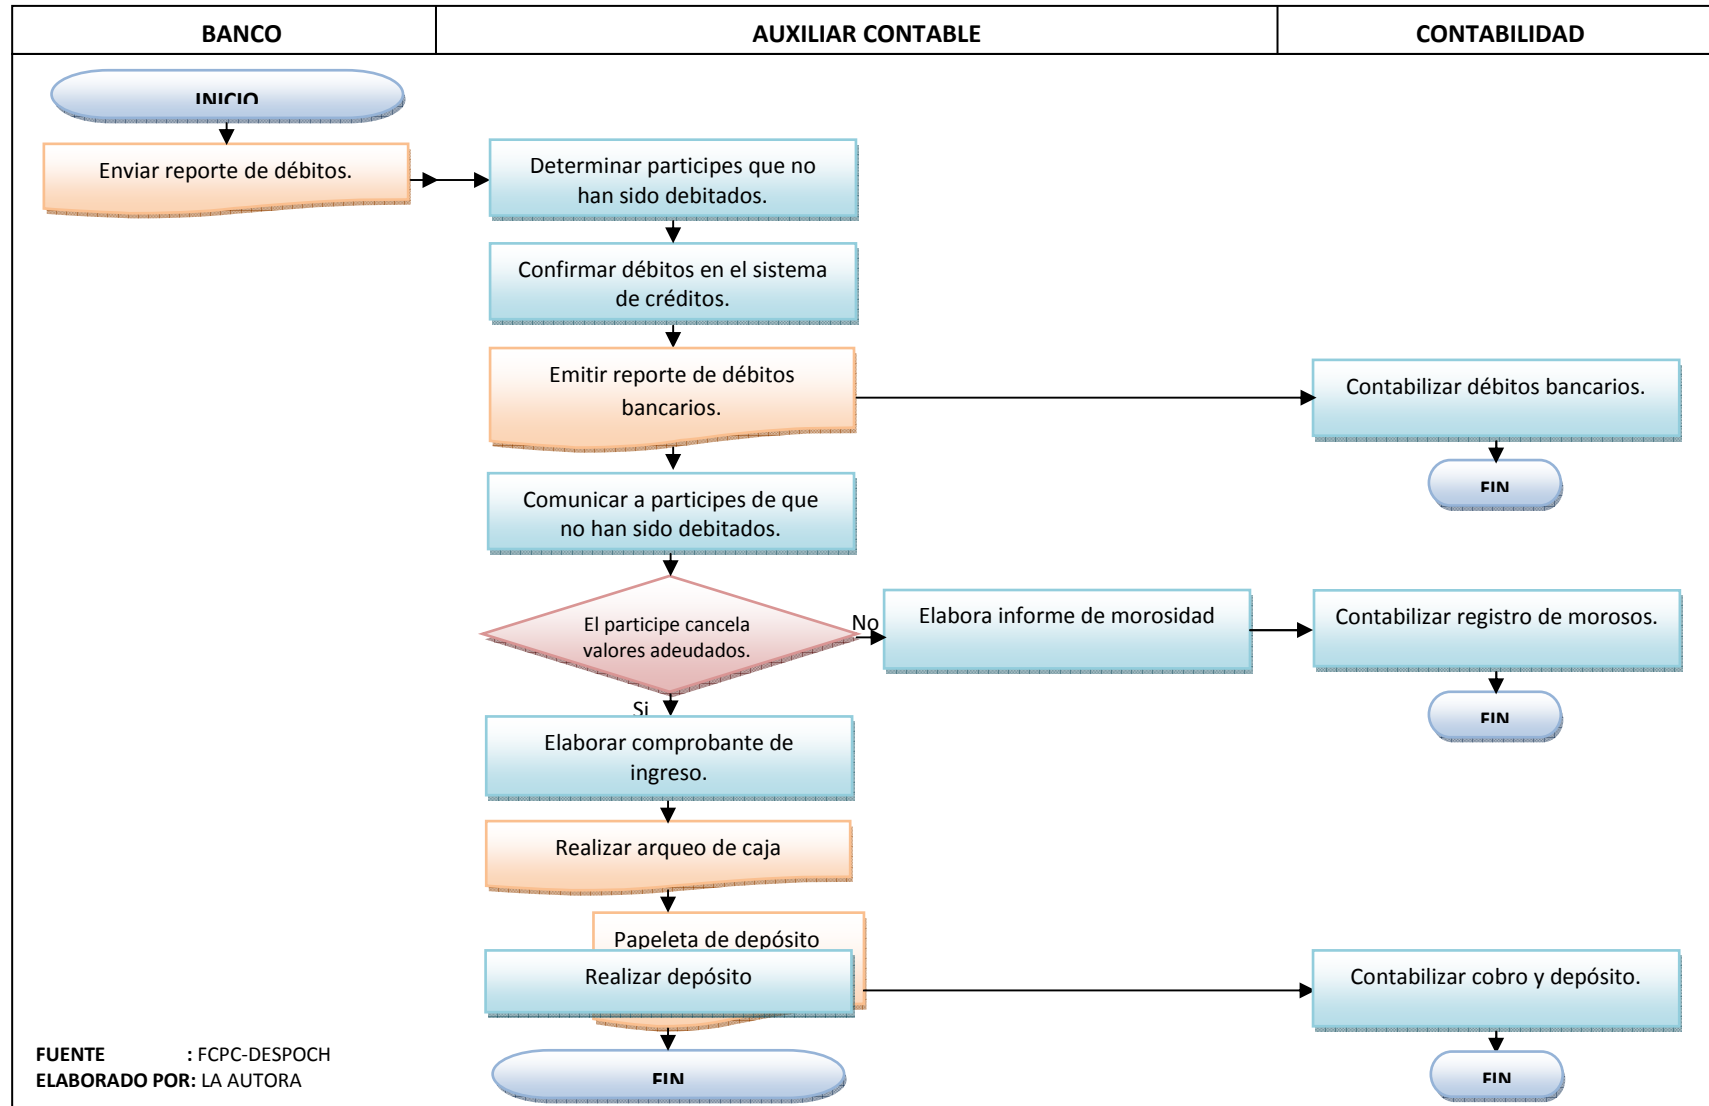 BANCO
AUXILIAR CONTABLE
CONTABILIDAD
INICIO
Enviar reporte de débitos.
Determinar participes que no
han sido debitados.
Confirmar débitos en el sistema
de créditos.
Emitir reporte de débitos
bancarios.
Contabilizar débitos bancarios.
FIN
Comunicar a participes de que
no han sido debitados.
El participe cancela
valores adeudados.
No
Elabora informe de morosidad
Contabilizar registro de morosos.
FIN
Si
Elaborar comprobante de
ingreso.
Realizar arqueo de caja
Papeleta de depósito
Realizar depósito
Contabilizar cobro y depósito.
FIN
FIN
FUENTE : FCPC-DESPOCH
ELABORADO POR: LA AUTORA